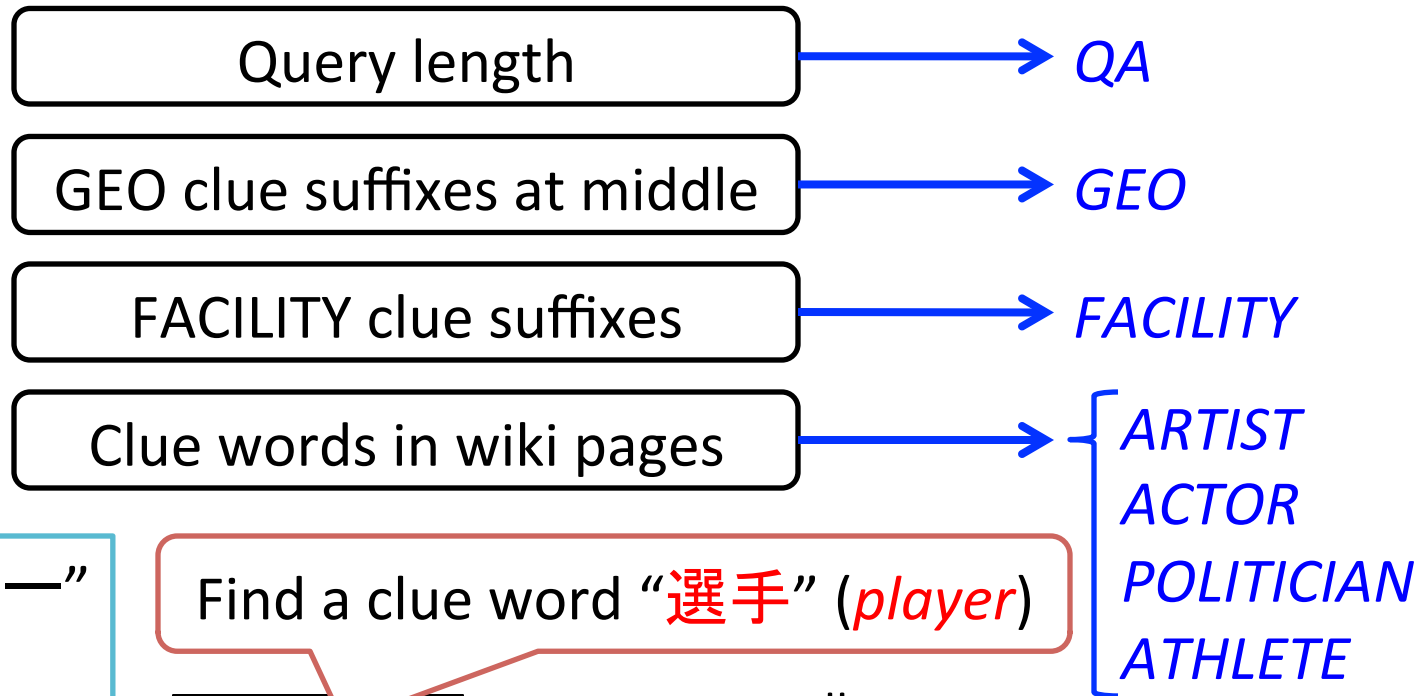 Query length
QA
GEO clue suffixes at middle
GEO
FACILITY clue suffixes
FACILITY
Clue words in wiki pages
ARTIST
ACTOR
POLITICIAN
ATHLETE
一”
Find a clue word “選手” (player)